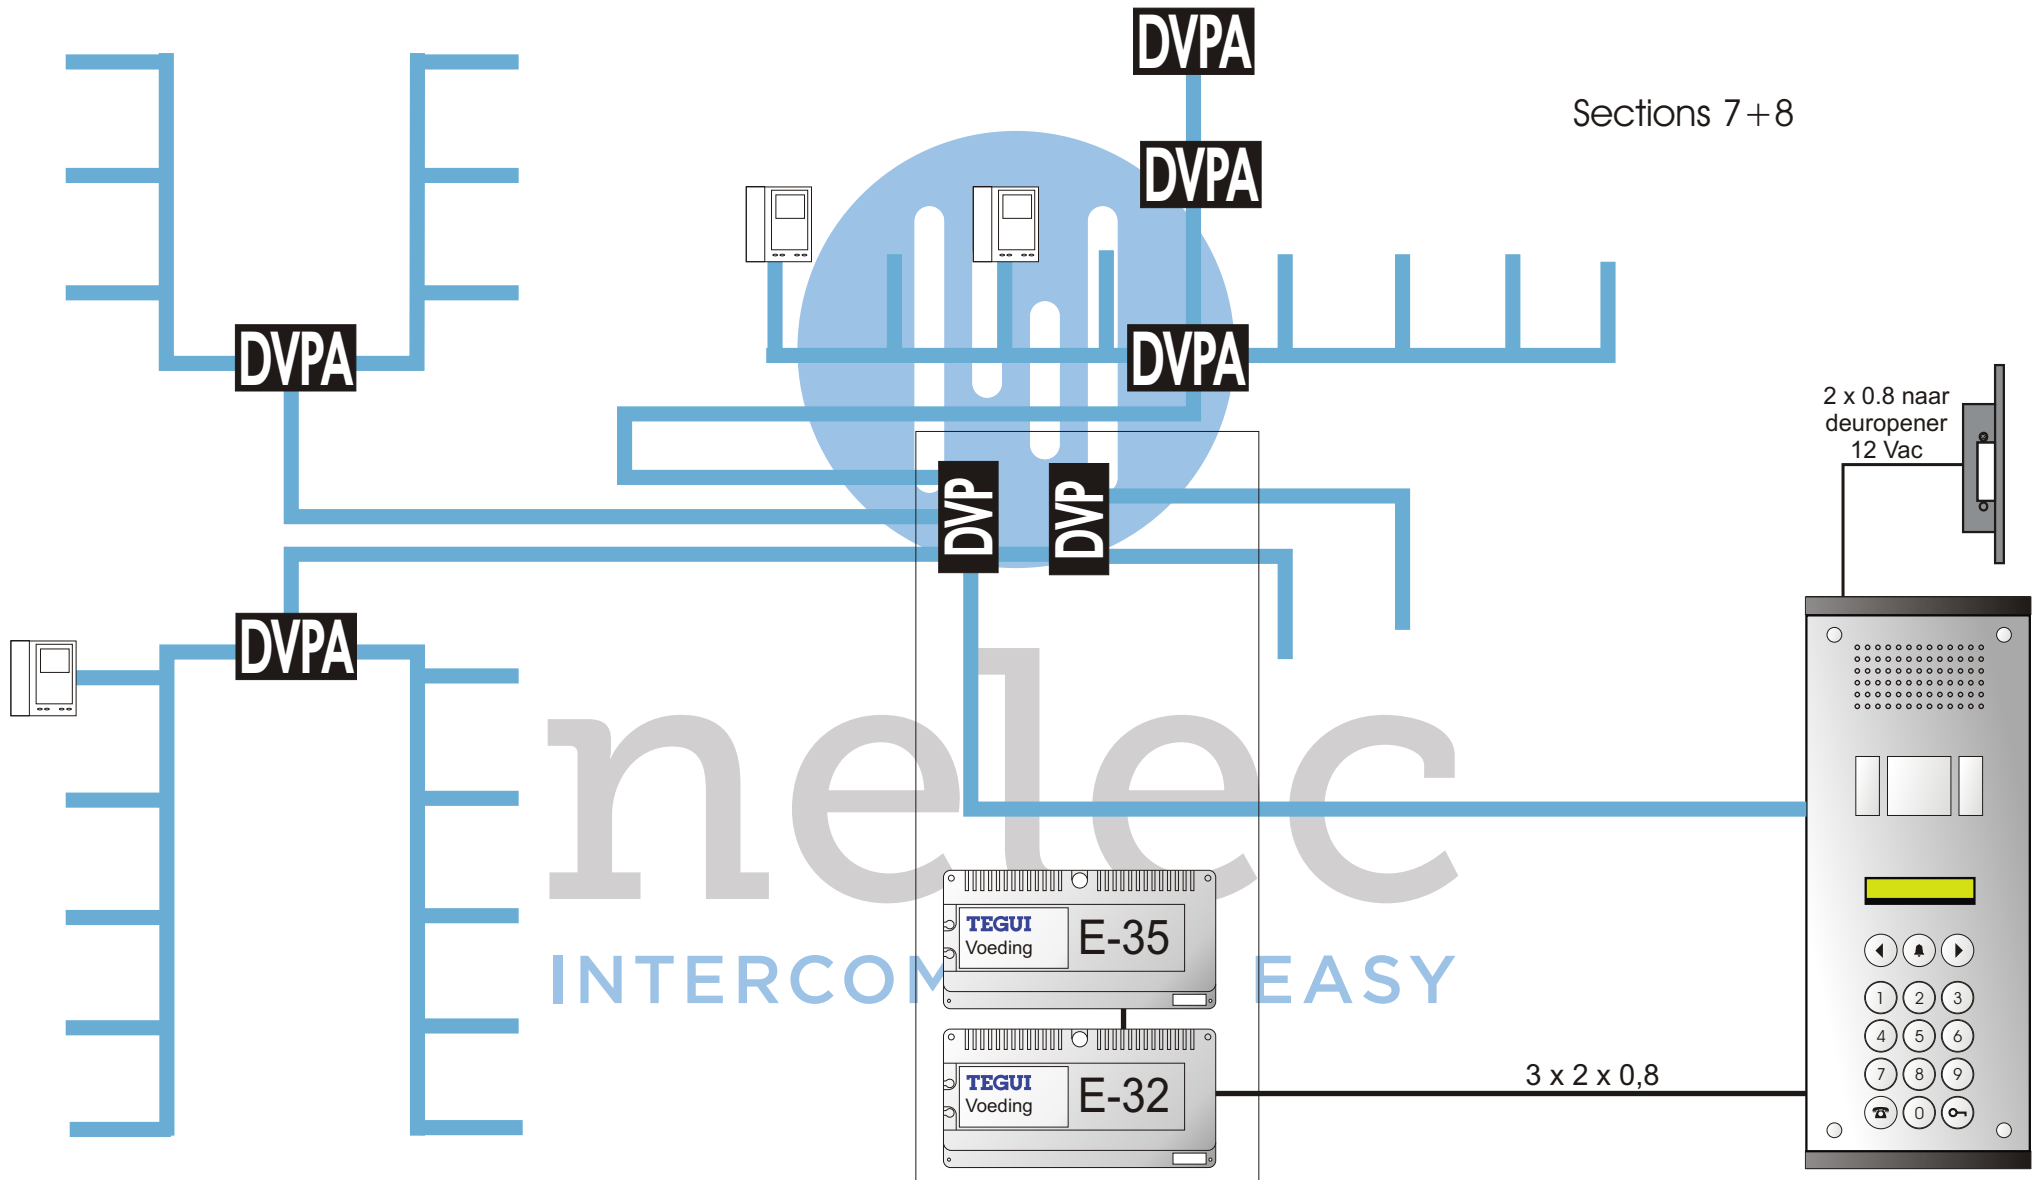 DVPA
Sections 7+8
DVPA
DVPA
DVPA
2 x 0.8 naar
deuropener
12 Vac
DVP
DVP
DVPA
nelec
TEGUI
Voeding
E-35
INTERCOM EASY
TEGUI
Voeding
E-32
3 x 2 x 0,8
1 2 3
4 5 6
7 8 9
0